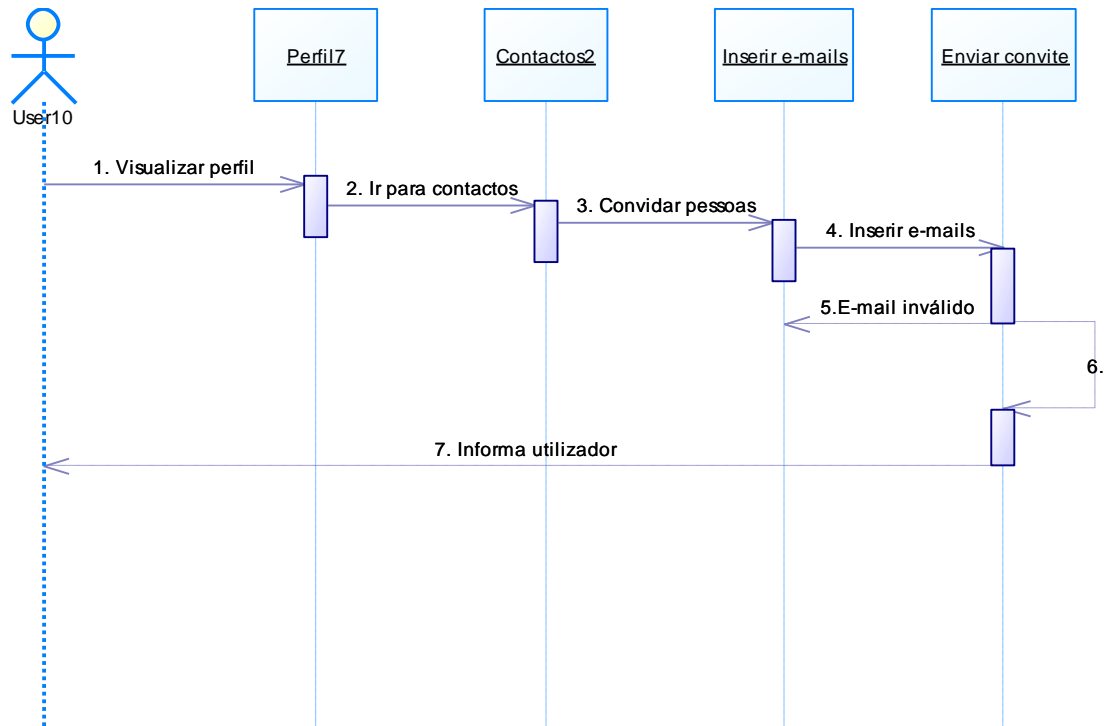 Perfil7
Contactos2
Inserir e-mails
Enviar convite
User10
1. Visualizar perfil
2. Ir para contactos
3. Convidar pessoas
4. Inserir e-mails
5.E-mail inválido
6.
7. Informa utilizador